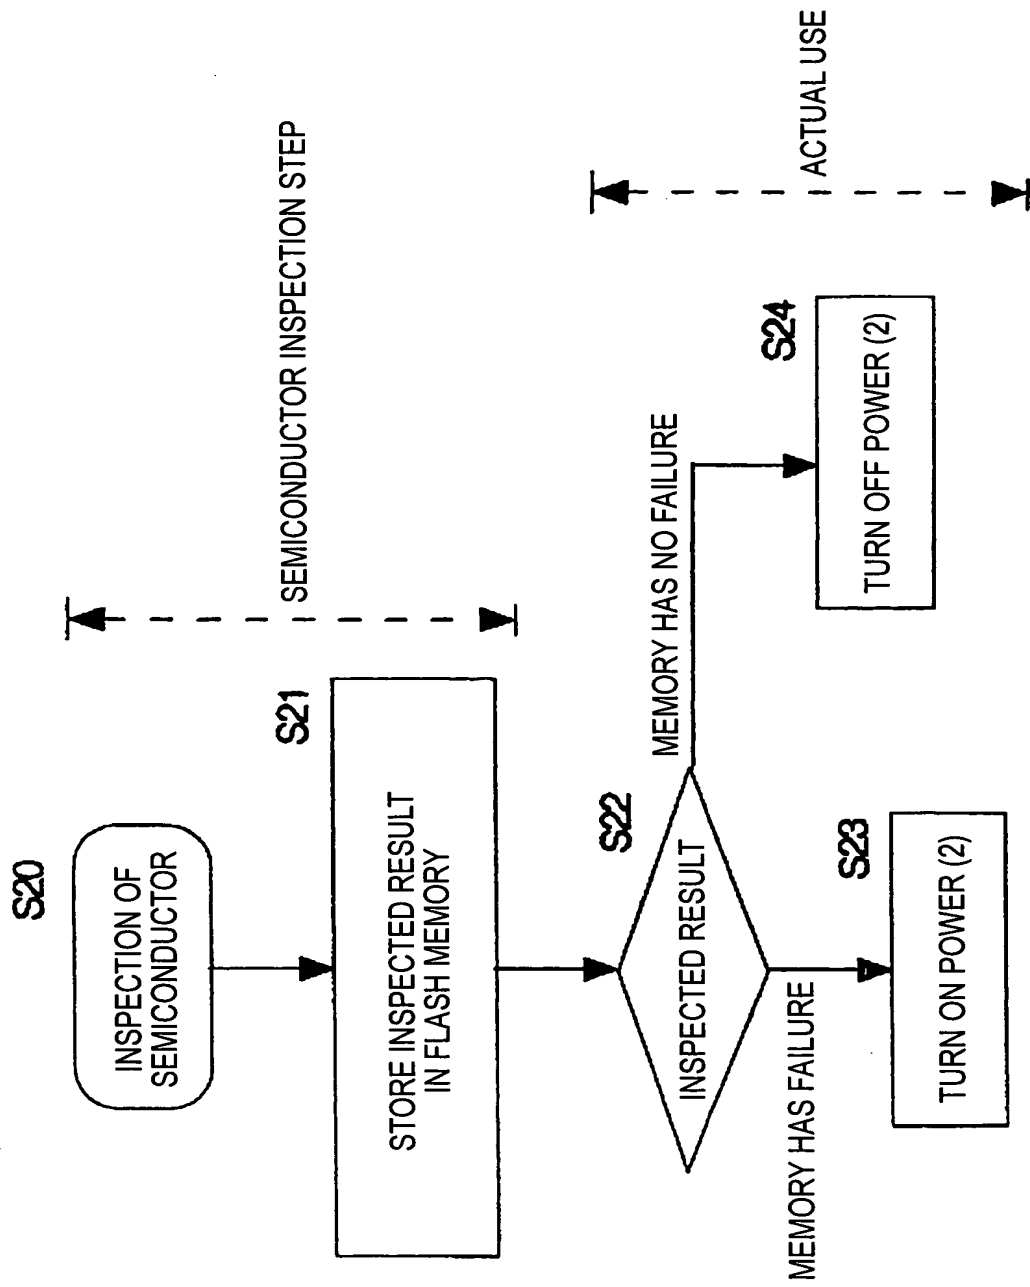 S20
INSPECTION OF
SEMICONDUCTOR
SEMICONDUCTOR INSPECTION STEP
S21
STORE INSPECTED RESULT
IN FLASH MEMORY
S22
INSPECTED RESULT
MEMORY HAS NO FAILURE
MEMORY HAS FAILURE
S23
TURN ON POWER (2)
S24
TURN OFF POWER (2)
ACTUAL USE